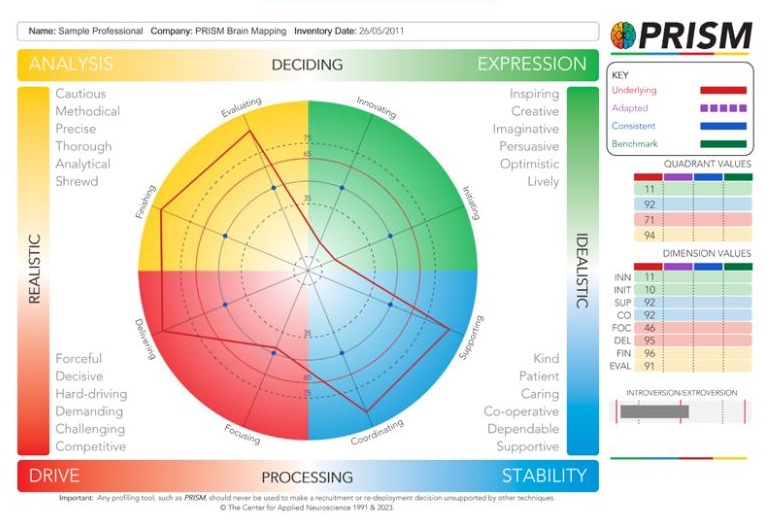 Name: Sample Professional Company: PRISM Brain Mapping Inventory Date: 26/05/2011
PRISM
ANALYSIS
DECIDING
EXPRESSION
Cautious
Methodical
Precise
Thorough
Analytical
Shrewd
Inspiring
Creative
Imaginative
Persuasive
Optimistic
Lively
REALISTIC
IDEALISTIC
Evaluating
Innovating
Finishing
Initiating
Delivering
Supporting
Focusing
Coordinating
75
65
35
35
65
75
Forceful
Decisive
Hard-driving
Demanding
Challenging
Competitive
Kind
Patient
Caring
Co-operative
Dependable
Supportive
DRIVE
PROCESSING
STABILITY
KEY
Underlying
Adapted
Consistent
Benchmark
QUADRANT VALUES
11
92
71
94
DIMENSION VALUES
INN 11
INIT 10
SUP 92
CO 92
FOC 46
DEL 95
FIN 96
EVAL 91
INTROVERSION/EXTROVERSION
Important: Any profiling tool, such as PRISM, should never be used to make a recruitment or re-deployment decision unsupported by other techniques.
© The Center for Applied Neuroscience 1991 & 2023.